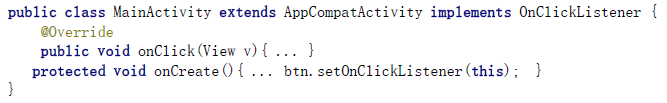 public class MainActivity extends AppCompatActivity implements OnClickListener {
@Override
public void onClick(View v){ ... }
protected void onCreate(){ ... btn.setOnClickListener(this); }
}